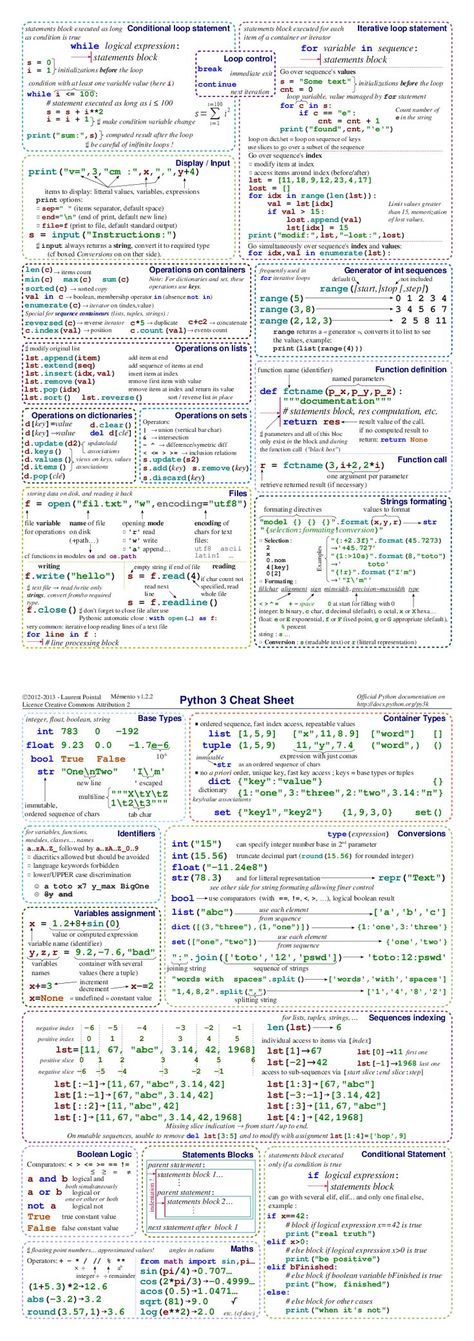 statements block executed as long Conditional loop statement
as condition is true
while logical expression:
statements block
s = 0
i = 1
initializations before the loop
condition with at least one variable value (here i)
while i <= 100:
# statement executed as long as i ≤ 100
s = s + i**2
i = i + 1
make condition variable change
print("sum:",s)
computed result after the loop
be careful of inifinite loops !
Loop control
break
immediate exit
continue
next iteration
statements block executed for each Iterative loop statement
item of a container or iterator
for variable in sequence:
statements block
Go over sequence's values
s = "Some text"
cnt = 0
initializations before the loop
loop variable, value managed by for statement
for c in s:
if c == "e":
cnt = cnt + 1
print("found",cnt,"'e'")
Count number of
e in the string
loop on dict/set = loop on sequence of keys
use slices to go over a subset of the sequence
Go over sequence's index
modify item at index
access items around index (before/after)
lst = [11,18,9,12,23,4,17]
lost = []
for idx in range(len(lst)):
val = lst[idx]
if val > 15:
lost.append(val)
lst[idx] = 15
print("modif:",lst,"-lost:",lost)
Limit values greater
than 15, memorization
of lost values.
Go simultaneously over sequence's index and values:
for idx,val in enumerate(lst):
Display / Input
print("v=",3,"cm :",x,",",y+4)
items to display: litteral values, variables, expressions
print options:
sep=" " (items separator, default space)
end="\n" (end of print, default new line)
file=f (print to file, default standard output)
s = input("Instructions:")
input always returns a string, convert it to required type
(cf boxed Conversions on on ther side).
Operations on containers
len(c) → items count
min(c) max(c) sum(c)
sorted(c) → sorted copy
Note: For dictionaries and set, these
operations use keys.
val in c → boolean, membership operator in (absence not in)
enumerate(c) → iterator on (index,value)
Special for sequence containers (lists, tuples, strings) :
reversed(c) → reverse iterator c*5 → duplicate c+c2 → concatenate
c.index(val) → position c.count(val) → events count
frequently used in Generator of int sequences
for iterative loops
default 0
not included
range([start,]stop [,step])
range(5) 0 1 2 3 4
range(3,8) 3 4 5 6 7
range(2,12,3) 2 5 8 11
range returns a « generator », converts it to list to see
the values, example:
print(list(range(4)))
modify original list Operations on lists
lst.append(item) add item at end
lst.extend(seq) add sequence of items at end
lst.insert(idx,val) insert item at index
lst.remove(val) remove first item with value
lst.pop(idx) remove item at index and return its value
lst.sort() lst.reverse() sort / reverse list in place
function name (identifier) Function definition
named parameters
def fctname(p_x,p_y,p_z):
"""documentation"""
# statements block, res computation, etc.
return res
result value of the call.
if no computed result to
return: return None
parameters and all of this bloc
only exist in the block and during
the function call ("black box")
Function call
r = fctname(3,i+2,2*i)
one argument per parameter
retrieve returned result (if necessary)
Operations on dictionaries
d[key]=value d.clear()
d[key]→value del d[clé]
d.update(d2)
update/add
associations
d.keys()
d.values()
d.items()
views on keys, values
associations
d.pop(clé)
Operations on sets
Operators:
| → union (vertical bar char)
& → intersection
- ^ → difference/symetric diff
< <= > >= → inclusion relations
s.update(s2)
s.add(key) s.remove(key)
s.discard(key)
storing data on disk, and reading it back Files
f = open("fil.txt","w",encoding="utf8")
file variable
for operations
name of file
on disk
(+path…)
opening mode
'r' read
'w' write
'a' append…
encoding of
chars for text
files:
utf8 ascii
latin1 …
cf functions in modules os and os.path
writing
f.write("hello")
text file → read /write only
strings, convert from/to required
type.
empty string if end of file reading
s = f.read(4)
if char count not
specified, read
whole file
read next
line
s = f.readline()
f.close() don't forget to close file after use
Pythonic automatic close : with open(…) as f:
very common: iterative loop reading lines of a text file
for line in f :
# line processing block
Strings formating
formating directives values to format
"model {} {} {}".format(x,y,r) → str
"{selection:formating!conversion}"
Selection :
2
x
0.nom
4[key]
0[2]
Examples
"{:+2.3f}".format(45.7273)
→'+45.727'
"{1:>10s}".format(8,"toto")
→' toto'
"{!r}".format("I'm")
→'"I\'m"'
Formating :
fillchar alignment sign minwidth.precision~maxwidth type
< > ^ = + - space 0 at start for filling with 0
integer: b binary, c char, d decimal (default), o octal, x or X hexa…
float: e or E exponential, f or F fixed point, g or G appropriate (default),
% percent
string : s …
Conversion : s (readable text) or r (literal representation)
©2012-2013 - Laurent Pointal Mémento v1.2.2
Licence Creative Commons Attribution 2
Python 3 Cheat Sheet
Official Python documentation on
http://docs.python.org/py3k
integer, float, boolean, string Base Types
int 783 0 -192
float 9.23 0.0 -1.7e-6
10⁻⁶
bool True False
str "One\nTwo" 'I\'m'
new line
' escaped
multiline
"""X\tY\tZ
1\t2\t3"""
tab char
immutable,
ordered sequence of chars
ordered sequence, fast index access, repeatable values Container Types
list [1,5,9] ["x",11,8.9] ["word"] []
tuple (1,5,9) 11,"y",7.4 ("word",) ()
immutable
expression with just comas
str as an ordered sequence of chars
no a priori order, unique key, fast key access ; keys = base types or tuples
dict {"key":"value"} {}
dictionary {1:"one",3:"three",2:"two",3.14:"π"}
key/value associations
set {"key1","key2"} {1,9,3,0} set()
for variables, functions, Identifiers
modules, classes… names
a..zA..Z_ followed by a..zA..Z_0..9
diacritics allowed but should be avoided
language keywords forbidden
lower/UPPER case discrimination
☺ a toto x7 y_max BigOne
☹ 8y and
type(expression) Conversions
int("15") can specify integer number base in 2nd parameter
int(15.56) truncate decimal part (round(15.56) for rounded integer)
float("-11.24e8")
str(78.3) and for literal representation repr("Text")
see other side for string formating allowing finer control
bool → use comparators (with ==, !=, <, >, …), logical boolean result
list("abc") use each element from sequence ['a','b','c']
dict([(3,"three"),(1,"one")]) {1:'one',3:'three'}
set(["one","two"]) use each element from sequence {'one','two'}
":".join(['toto','12','pswd']) 'toto:12:pswd'
joining string sequence of strings
"words with spaces".split() ['words','with','spaces']
"1,4,8,2".split(",") ['1','4','8','2']
splitting string
Variables assignment
x = 1.2+8+sin(0)
value or computed expression
variable name (identifier)
y,z,r = 9.2,-7.6,"bad"
variables
names
container with several
values (here a tuple)
x+=3
increment
decrement
x-=2
x=None « undefined » constant value
for lists, tuples, strings, … Sequences indexing
negative index -6 -5 -4 -3 -2 -1
positive index 0 1 2 3 4 5
lst=[11, 67, "abc", 3.14, 42, 1968]
positive slice 0 1 2 3 4 5 6
negative slice -6 -5 -4 -3 -2 -1
len(lst) → 6
individual access to items via [index]
lst[1]→67 lst[0]→11 first one
lst[-2]→42 lst[-1]→1968 last one
access to sub-sequences via [start slice:end slice:step]
lst[:-1]→[11,67,"abc",3.14,42] lst[1:3]→[67,"abc"]
lst[1:-1]→[67,"abc",3.14,42] lst[-3:-1]→[3.14,42]
lst[::2]→[11,"abc",42] lst[:3]→[11,67,"abc"]
lst[:]→[11,67,"abc",3.14,42,1968] lst[4:]→[42,1968]
Missing slice indication → from start / up to end.
On mutable sequences, usable to remove del lst[3:5] and to modify with assignment lst[1:4]=['hop',9]
Boolean Logic
Comparators: < > <= >= == !=
≤ ≥ = ≠
a and b logical and
both simultaneously
a or b logical or
one or other or both
not a logical not
True true constant value
False false constant value
Statements Blocks
parent statement:
statements block 1…
parent statement:
statements block 2…
next statement after block 1
indentation !
statements block executed Conditional Statement
only if a condition is true
if logical expression:
statements block
can go with several elif, elif... and only one final else,
example :
if x==42:
# block if logical expression x==42 is true
print("real truth")
elif x>0:
# else block if logical expression x>0 is true
print("be positive")
elif bFinished:
# else block if boolean variable bFinished is true
print("how, finished")
else:
# else block for other cases
print("when it's not")
floating point numbers… approximated values! angles in radians Maths
Operators: + - * / // % **
× ÷
integer ÷ ÷ remainder
(1+5.3)*2→12.6
abs(-3.2)→3.2
round(3.57,1)→3.6
from math import sin,pi…
sin(pi/4)→0.707…
cos(2*pi/3)→-0.4999…
acos(0.5)→1.0471…
sqrt(81)→9.0 √
log(e**2)→2.0 etc. (cf doc)